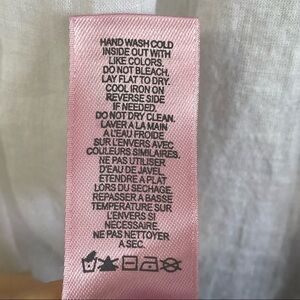 HAND WASH COLD
INSIDE OUT WITH
LIKE COLORS.
DO NOT BLEACH.
LAY FLAT TO DRY.
COOL IRON ON
REVERSE SIDE
IF NEEDED.
DO NOT DRY CLEAN.
LAVER A LA MAIN
A L'EAU FROIDE
SUR L'ENVERS AVEC
COULEURS SIMILAIRES.
NE PAS UTILISER
D'EAU DE JAVEL.
ETENDRE A PLAT
LORS DU SECHAGE.
REPASSER A BASSE
TEMPERATURE SUR
L'ENVERS SI
NECESSAIRE.
NE PAS NETTOYER
A SEC.